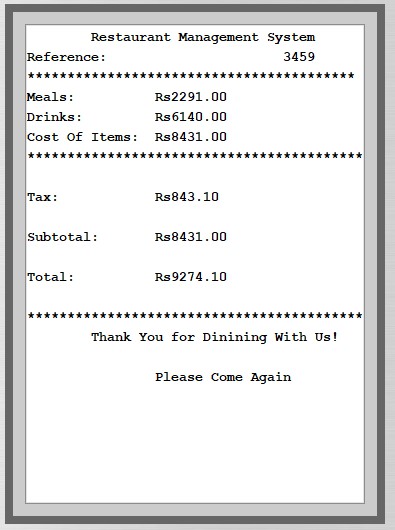 Restaurant Management System
Reference: 3459
*****************************************
Meals: Rs2291.00
Drinks: Rs6140.00
Cost Of Items: Rs8431.00
******************************************
Tax: Rs843.10
Subtotal: Rs8431.00
Total: Rs9274.10
******************************************
Thank You for Dinining With Us!
Please Come Again